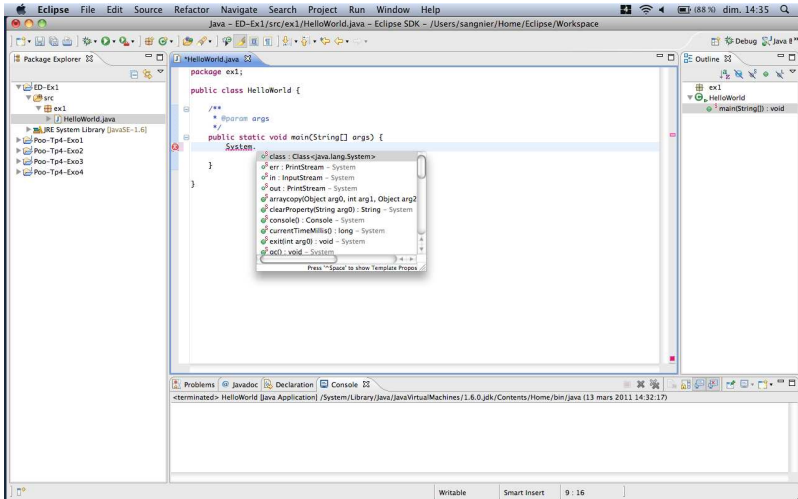 Eclipse File Edit Source Refactor Navigate Search Project Run Window Help (88 %) dim. 14:35
Java – ED–Ex1/src/ex1/HelloWorld.java – Eclipse SDK – /Users/sangnier/Home/Eclipse/Workspace
Debug Java
Package Explorer
*HelloWorld.java
Outline
ED-Ex1
src
ex1
HelloWorld.java
JRE System Library [JavaSE-1.6]
Poo-Tp4-Exo1
Poo-Tp4-Exo2
Poo-Tp4-Exo3
Poo-Tp4-Exo4
package ex1;
public class HelloWorld {
/**
* @param args
*/
public static void main(String[] args) {
System.
}
}
class : Class<java.lang.System>
err : PrintStream – System
in : InputStream – System
out : PrintStream – System
arraycopy(Object arg0, int arg1, Object arg2
clearProperty(String arg0) : String – System
console() : Console – System
currentTimeMillis() : long – System
exit(int arg0) : void – System
gc() : void – System
Press '^Space' to show Template Propos
ex1
HelloWorld
main(String[]) : void
Problems @ Javadoc Declaration Console
<terminated> HelloWorld [Java Application] /System/Library/Java/JavaVirtualMachines/1.6.0.jdk/Contents/Home/bin/java (13 mars 2011 14:32:17)
Writable Smart Insert 9 : 16